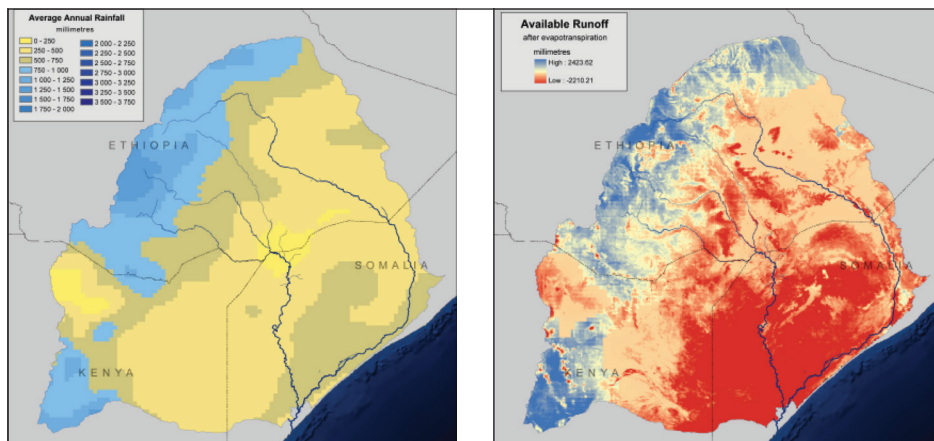 Average Annual Rainfall
millimetres
0 - 250
250 - 500
500 - 750
750 - 1 000
1 000 - 1 250
1 250 - 1 500
1 500 - 1 750
1 750 - 2 000
2 000 - 2 250
2 250 - 2 500
2 500 - 2 750
2 750 - 3 000
3 000 - 3 250
3 250 - 3 500
3 500 - 3 750
ETHIOPIA
SOMALIA
KENYA
Available Runoff
after evapotranspiration
millimetres
High : 2423.62
Low : -2210.21
ETHIOPIA
SOMALIA
KENYA